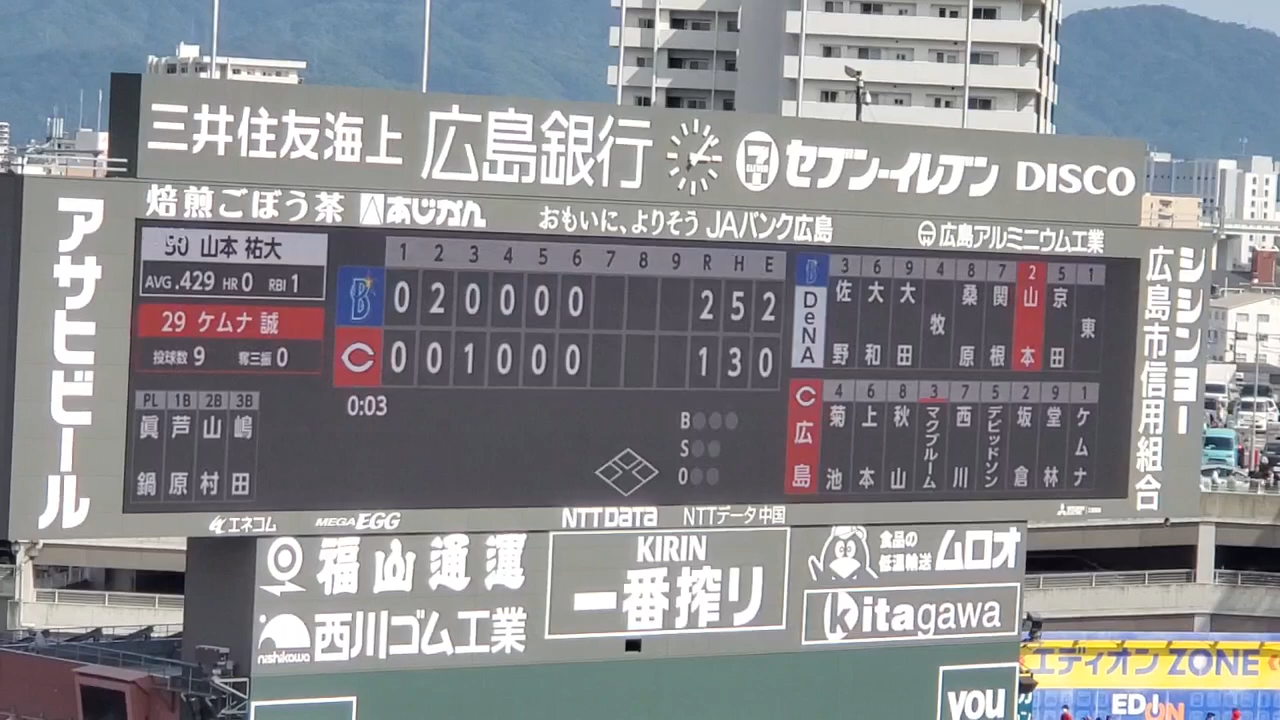 三井住友海上 広島銀行 セブン-イレブン DISCO
焙煎ごぼう茶 あじかん おもいに、よりそう JAバンク広島 広島アルミニウム工業
アサヒビール
50 山本 祐大
AVG .429 HR 0 RBI 1
29 ケムナ 誠
投球数 9 奪三振 0
PL 1B 2B 3B
眞鍋 芦原 山村 嶋田
1 2 3 4 5 6 7 8 9 R H E
B 0 2 0 0 0 0 2 5 2
C 0 0 1 0 0 0 1 3 0
0:03
B
S
O
DeNA
3 6 9 4 8 7 2 5 1
佐野 大和 大田 牧 桑原 関根 山本 京田 東
C広島
4 6 8 3 7 5 2 9 1
菊池 上本 秋山 マクブルーム 西川 デビッドソン 坂倉 堂林 ケムナ
シシンヨー
広島市信用組合
エネコム MEGA EGG NTT DATA NTTデータ中国
福山通運
nishikawa 西川ゴム工業
KIRIN
一番搾り
食品の
低温輸送 ムロオ
kitagawa
エディオン ZONE
EDION
you